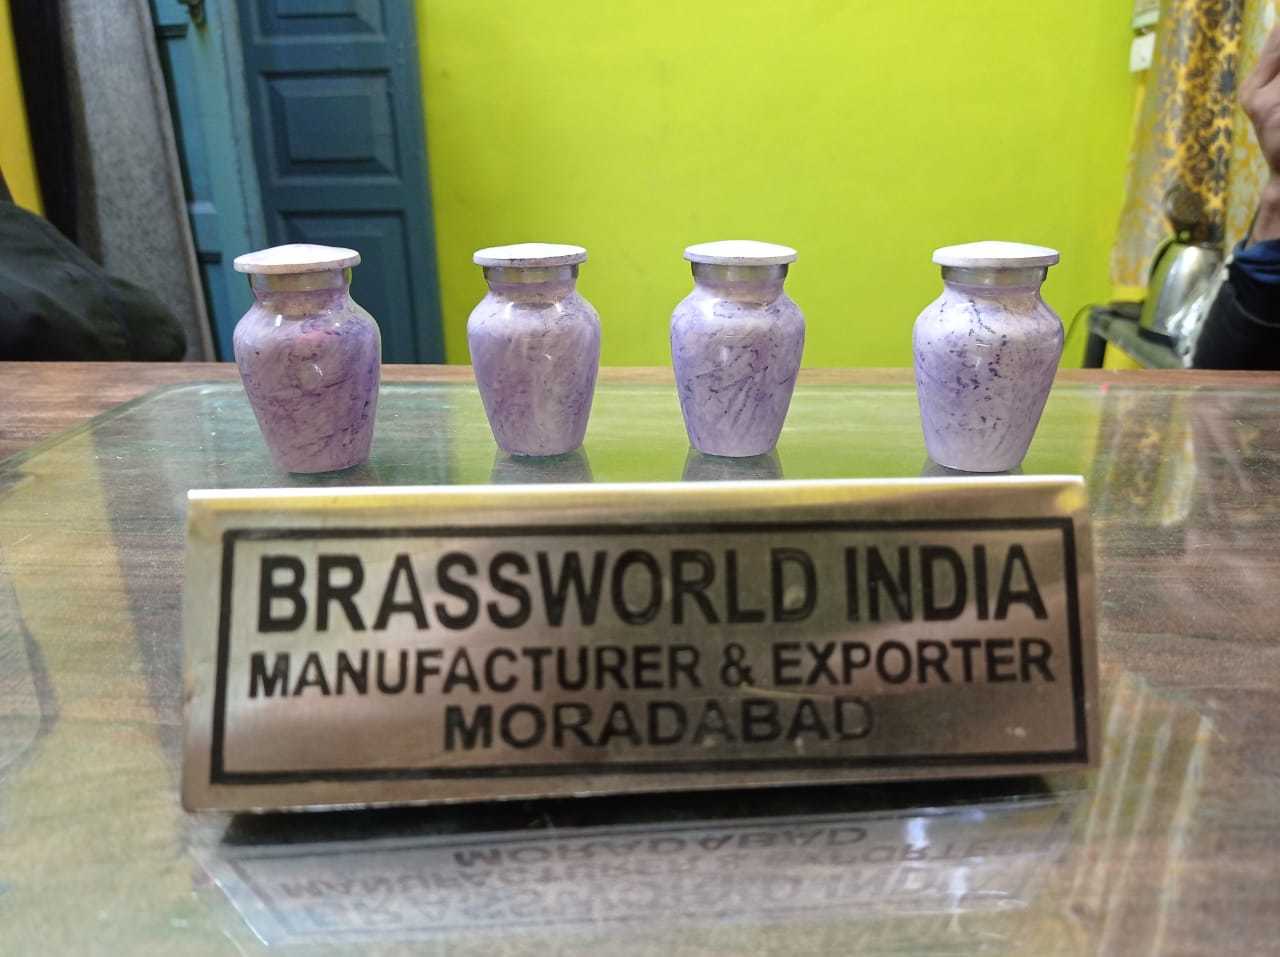 BRASSWORLD INDIA
MANUFACTURER & EXPORTER
MORADABAD